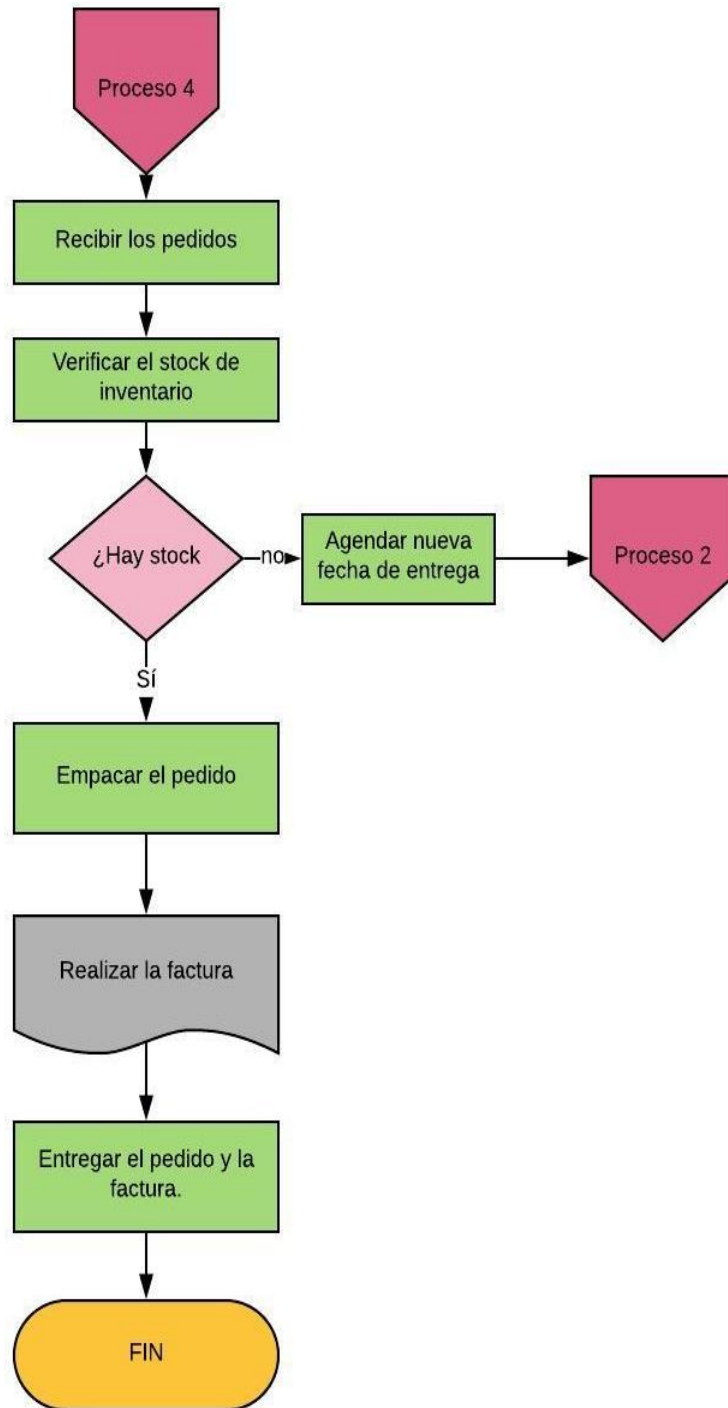 Proceso 4
Recibir los pedidos
Verificar el stock de
inventario
¿Hay stock
no
Agendar nueva
fecha de entrega
Proceso 2
Sí
Empacar el pedido
Realizar la factura
Entregar el pedido y la
factura.
FIN